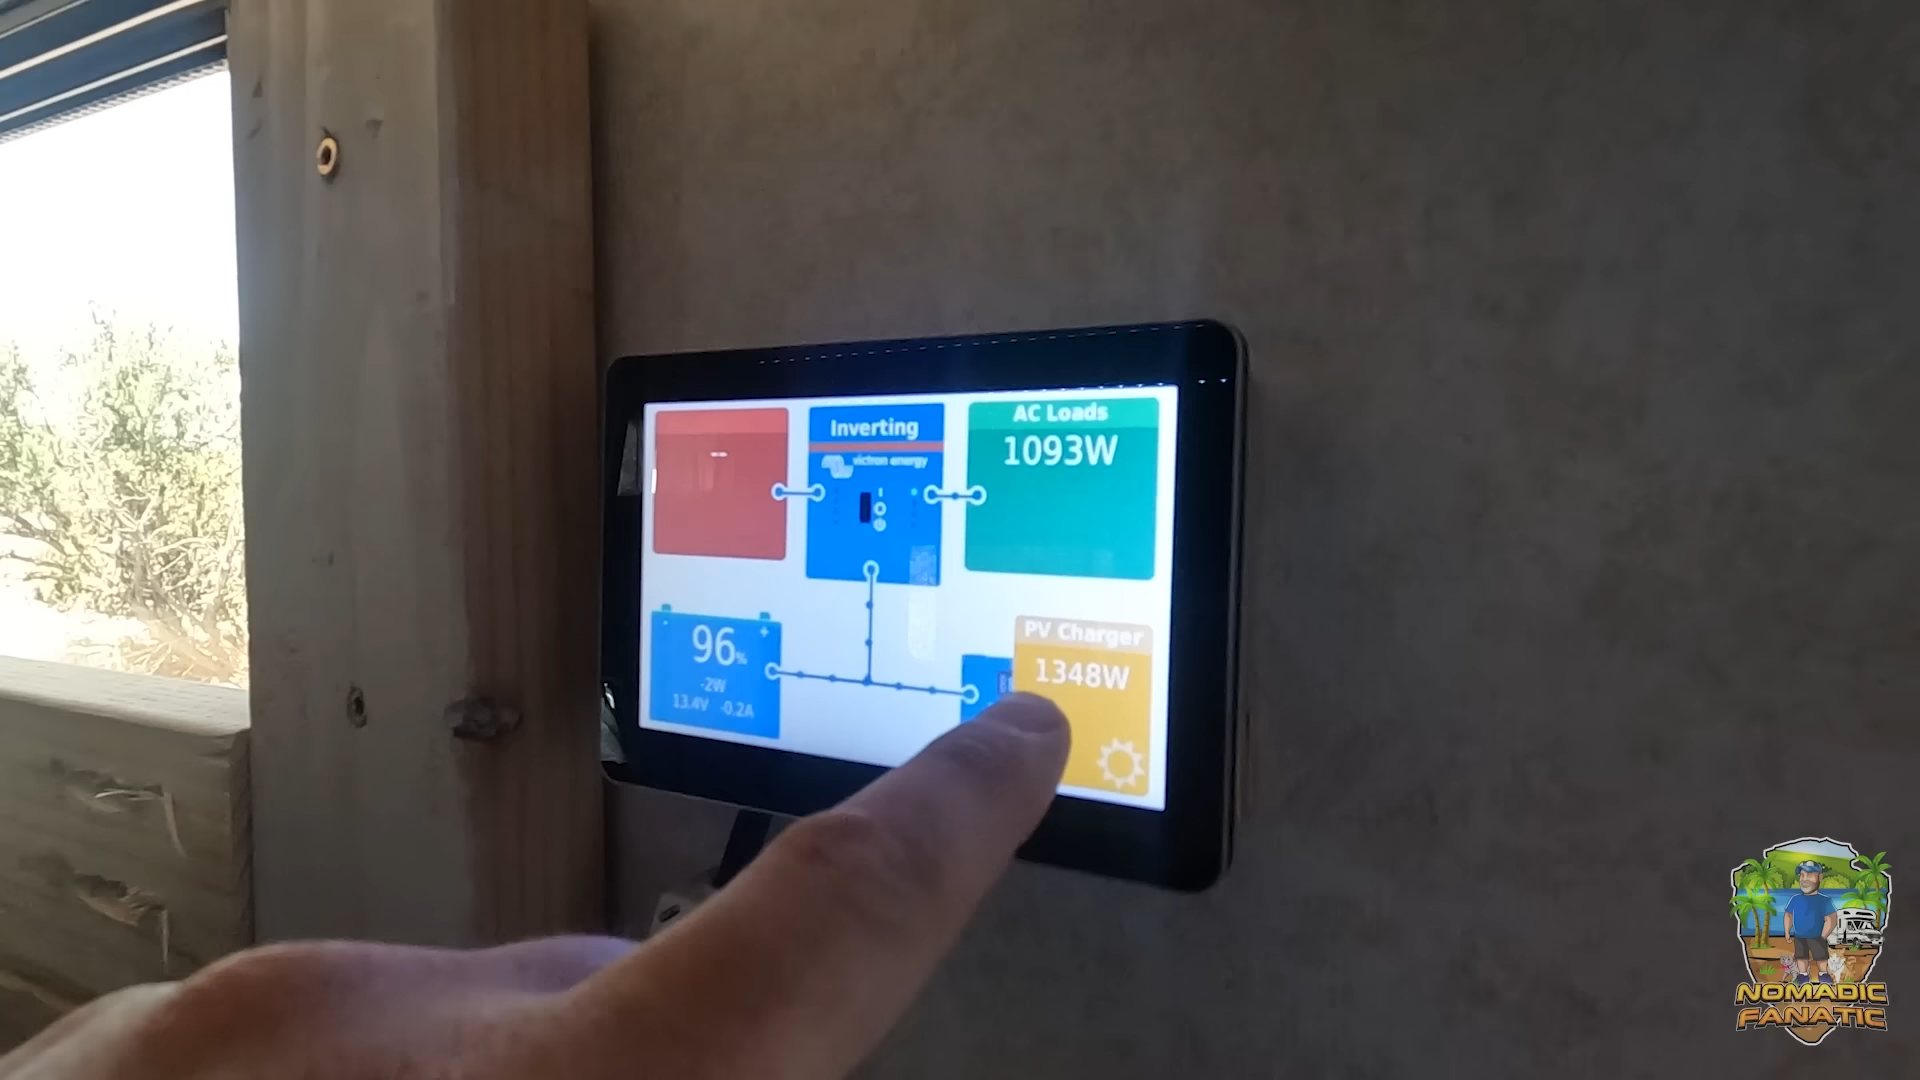 Inverting
victron energy
AC Loads
1093W
96%
-2W
13.4V -0.2A
PV Charger
1348W
NOMADIC
FANATIC